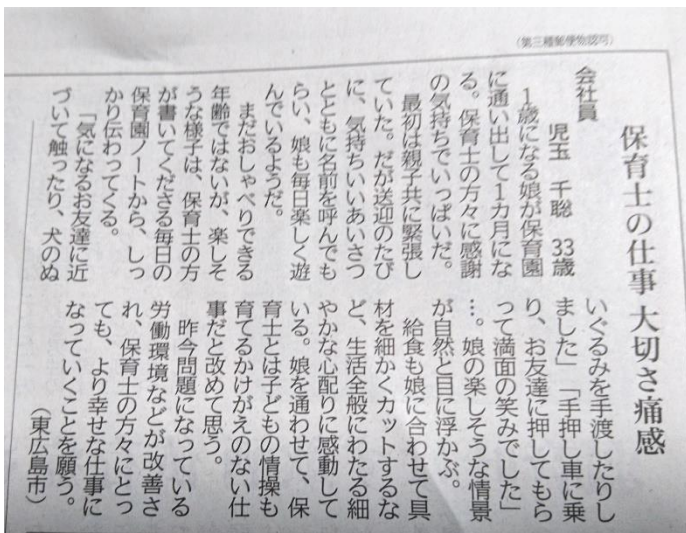 （第三種郵便物認可）
保育士の仕事 大切さ痛感
会社員
児玉 千聡 33歳
1歳になる娘が保育園
に通い出して1カ月にな
る。保育士の方々に感謝
の気持ちでいっぱいだ。
最初は親子共に緊張し
ていた。だが送迎のたび
に、気持ちいいあいさつ
とともに名前を呼んでも
らい、娘も毎日楽しく遊
んでいるようだ。
まだおしゃべりできる
年齢ではないが、楽しそ
うな様子は、保育士の方
が書いてくださる毎日の
保育園ノートから、しっ
かり伝わってくる。
「気になるお友達に近
づいて触ったり、犬のぬ
いぐるみを手渡したりし
ました」「手押し車に乗
り、お友達に押してもら
って満面の笑みでした」
…。娘の楽しそうな情景
が自然と目に浮かぶ。
給食も娘に合わせて具
材を細かくカットするな
ど、生活全般にわたる細
やかな心配りに感動して
いる。娘を通わせて、保
育士とは子どもの情操も
育てるかけがえのない仕
事だと改めて思う。
昨今問題になっている
労働環境などが改善さ
れ、保育士の方々にとっ
ても、より幸せな仕事に
なっていくことを願う。
（東広島市）